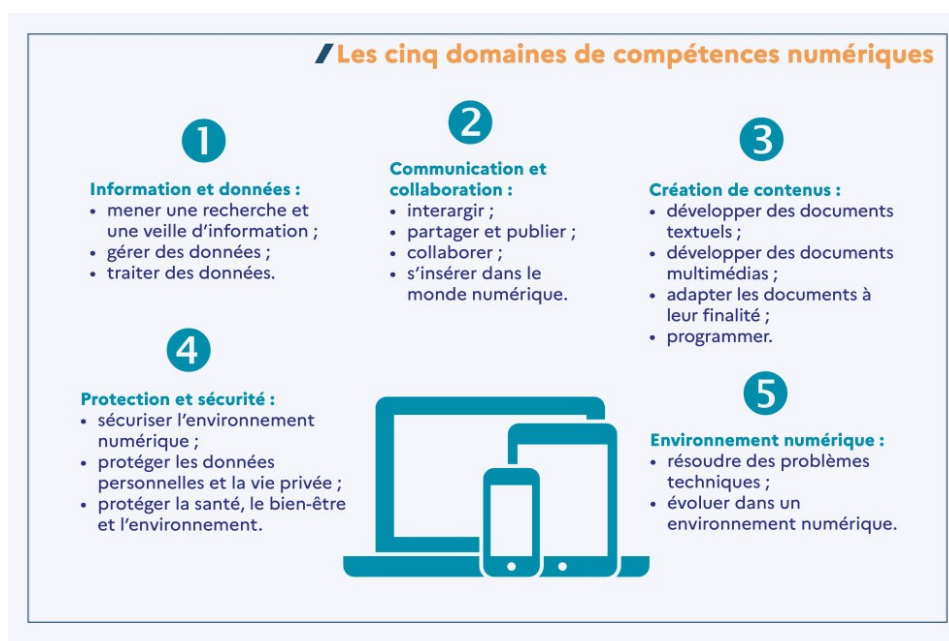 Les cinq domaines de compétences numériques
1
Information et données :
• mener une recherche et
une veille d'information ;
• gérer des données ;
• traiter des données.
2
Communication et
collaboration :
• interargir ;
• partager et publier ;
• collaborer ;
• s'insérer dans le
monde numérique.
3
Création de contenus :
• développer des documents
textuels ;
• développer des documents
multimédias ;
• adapter les documents à
leur finalité ;
• programmer.
4
Protection et sécurité :
• sécuriser l'environnement
numérique ;
• protéger les données
personnelles et la vie privée ;
• protéger la santé, le bien-être
et l'environnement.
5
Environnement numérique :
• résoudre des problèmes
techniques ;
• évoluer dans un
environnement numérique.